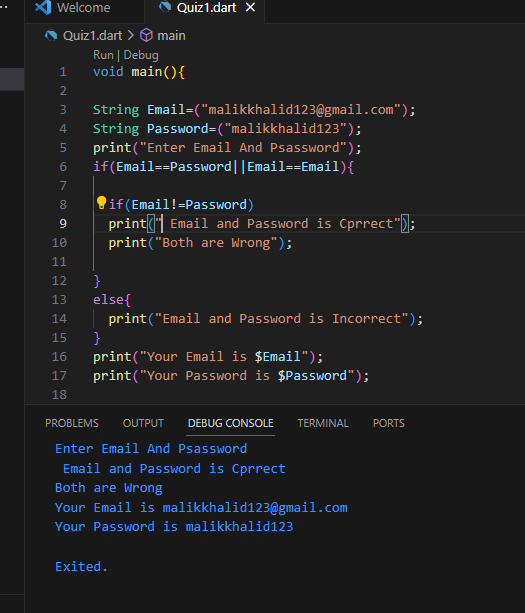 Welcome
Quiz1.dart
Quiz1.dart > main
Run | Debug
1 void main(){
2
3 String Email=("malikkhalid123@gmail.com");
4 String Password=("malikkhalid123");
5 print("Enter Email And Psassword");
6 if(Email==Password||Email==Email){
7
8 if(Email!=Password)
9 print(" Email and Password is Cprrect");
10 print("Both are Wrong");
11
12 }
13 else{
14 print("Email and Password is Incorrect");
15 }
16 print("Your Email is $Email");
17 print("Your Password is $Password");
18
PROBLEMS OUTPUT DEBUG CONSOLE TERMINAL PORTS
Enter Email And Psassword
Email and Password is Cprrect
Both are Wrong
Your Email is malikkhalid123@gmail.com
Your Password is malikkhalid123
Exited.